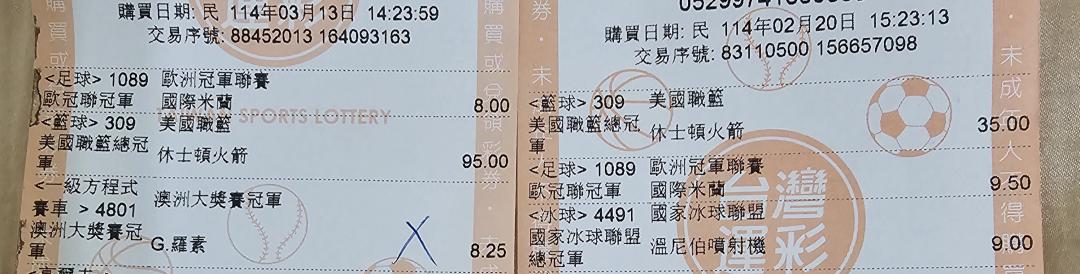 購買日期: 民 114年03月13日 14:23:59
交易序號: 88452013 164093163
<足球> 1089 歐洲冠軍聯賽
歐冠聯冠軍 國際米蘭 8.00
SPORTS LOTTERY
<籃球> 309 美國職籃
美國職籃總冠軍 休士頓火箭 95.00
<一級方程式
賽車 > 4801 澳洲大獎賽冠軍
澳洲大獎賽冠
軍 G.羅素 8.25
購買日期: 民 114年02月20日 15:23:13
交易序號: 83110500 156657098
<籃球> 309 美國職籃
美國職籃總冠
軍 休士頓火箭 35.00
<足球> 1089 歐洲冠軍聯賽
歐冠聯冠軍 國際米蘭 9.50
<冰球> 4491 國家冰球聯盟
國家冰球聯盟
總冠軍 溫尼伯噴射機 9.00
台灣
運彩